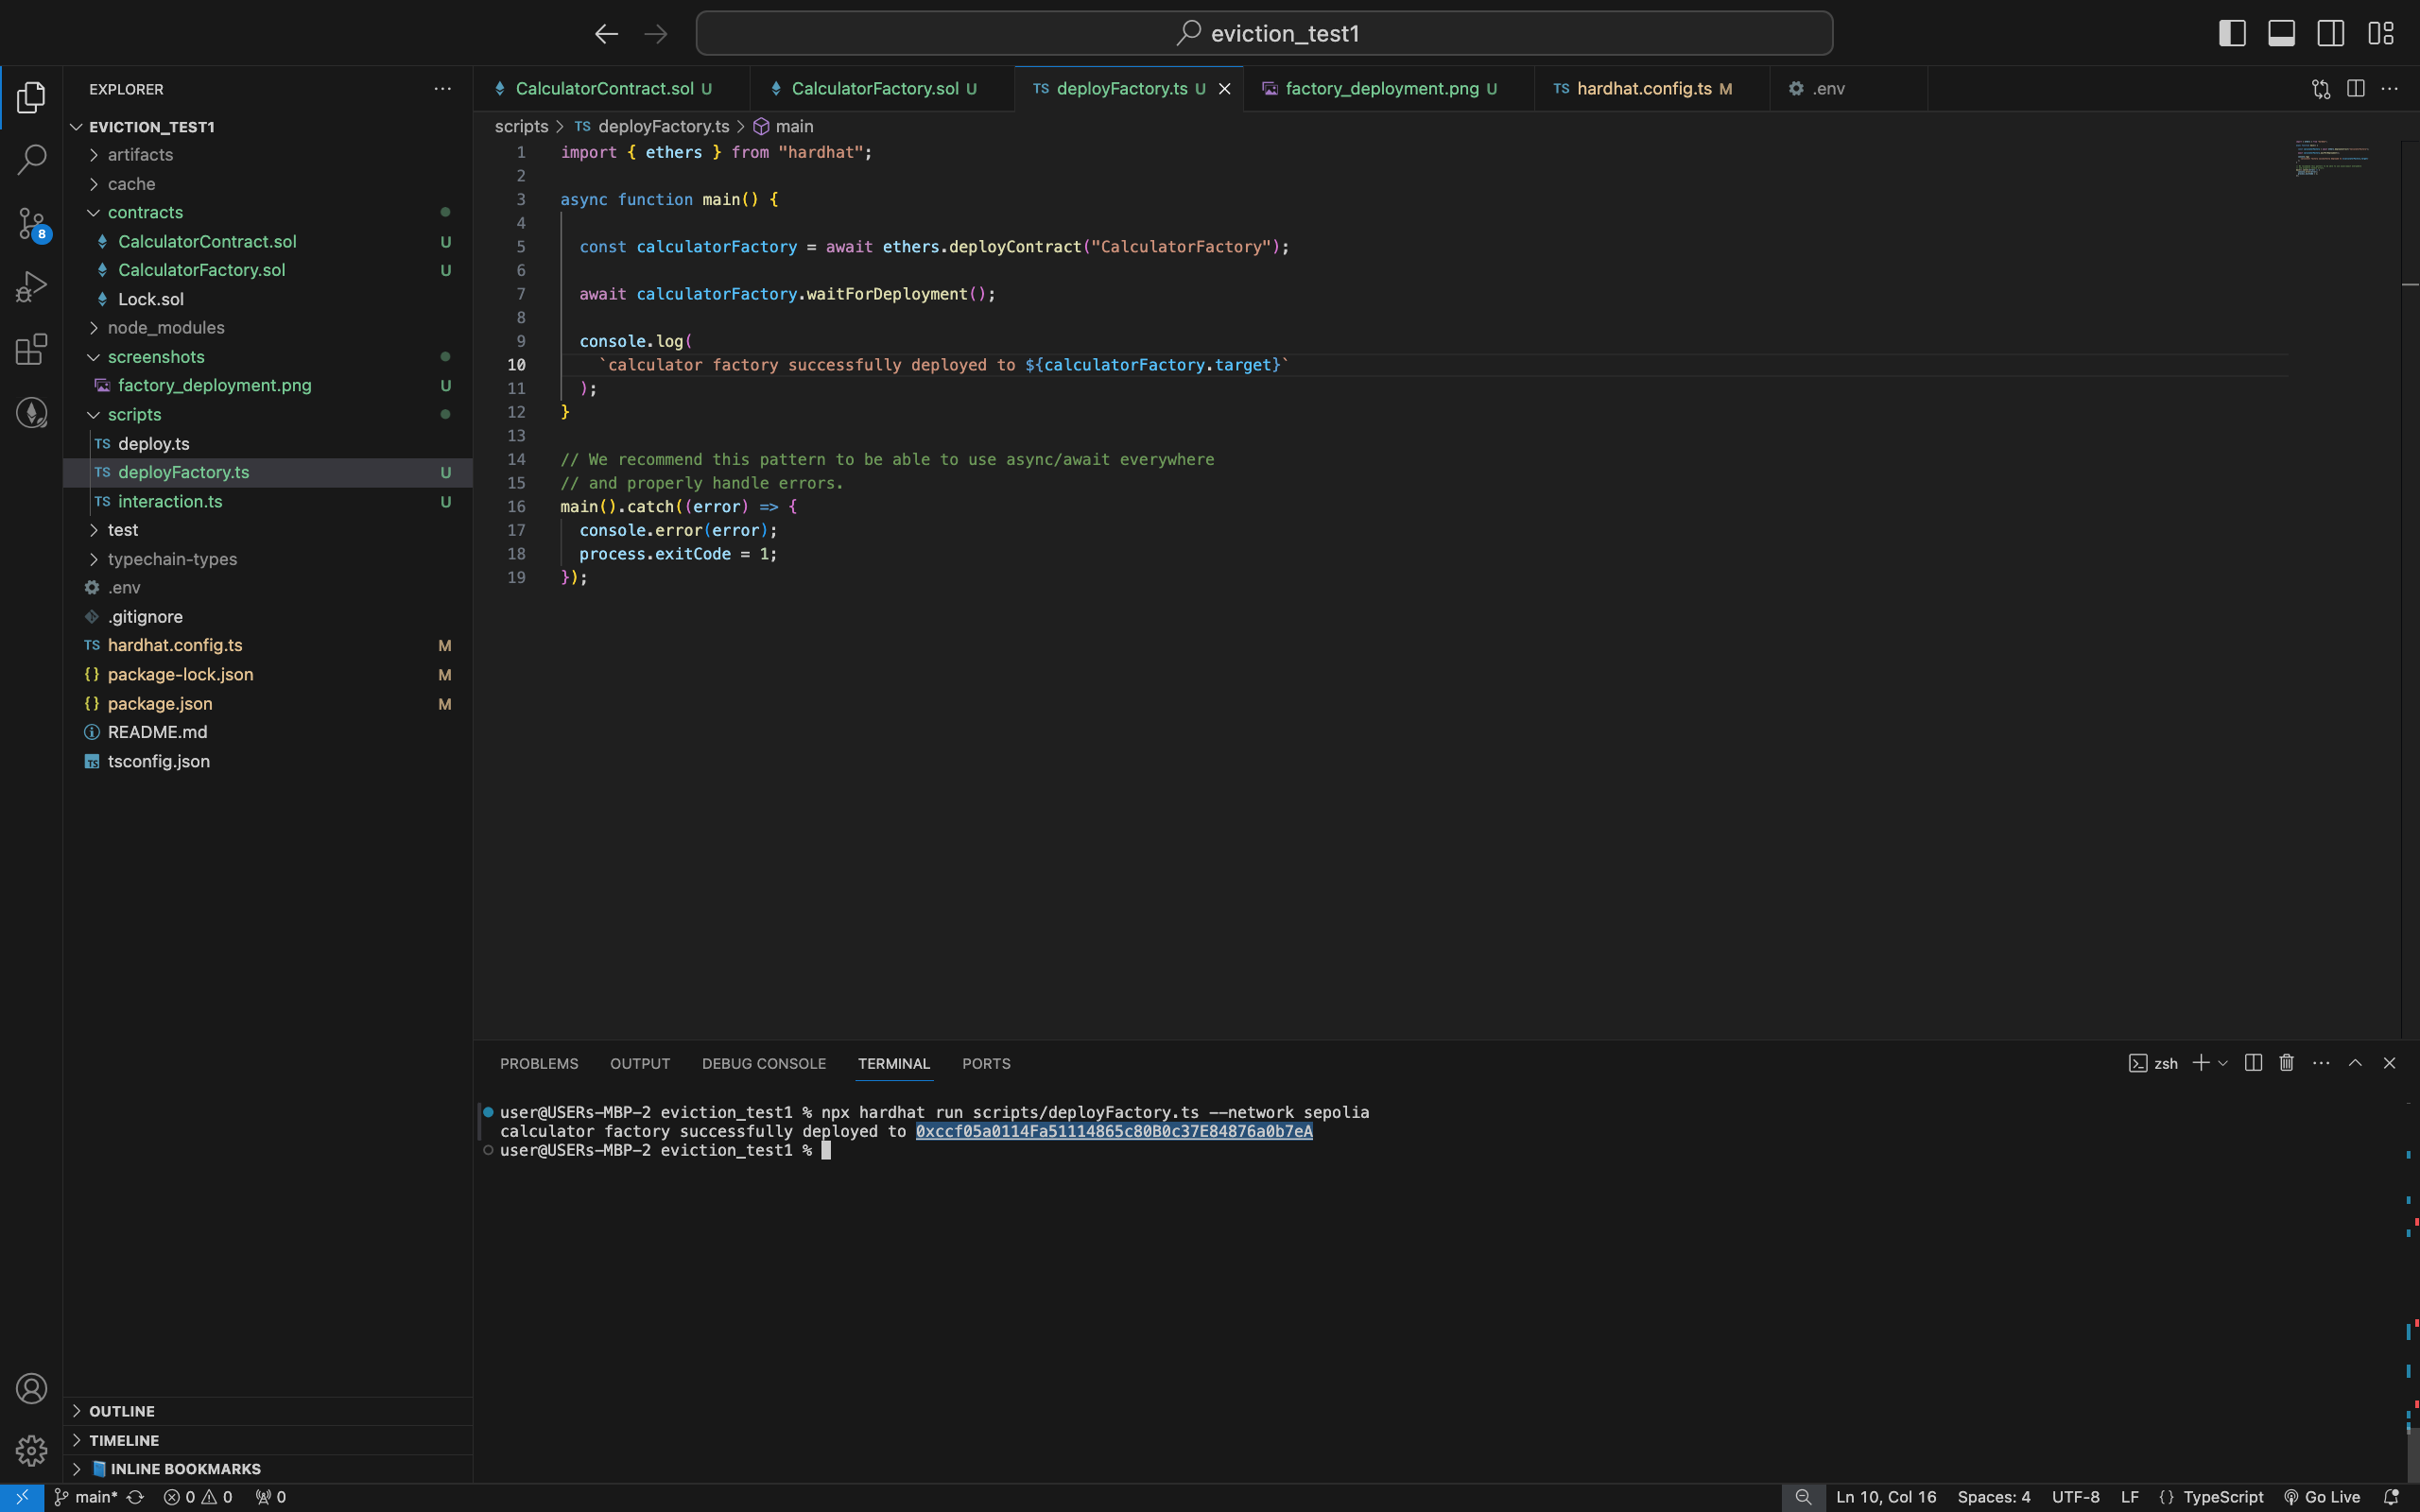 eviction_test1
EXPLORER
EVICTION_TEST1
artifacts
cache
contracts
CalculatorContract.sol U
CalculatorFactory.sol U
Lock.sol
node_modules
screenshots
factory_deployment.png U
scripts
TS deploy.ts
TS deployFactory.ts U
TS interaction.ts U
test
typechain-types
.env
.gitignore
TS hardhat.config.ts M
{} package-lock.json M
{} package.json M
README.md
TS tsconfig.json
OUTLINE
TIMELINE
INLINE BOOKMARKS
8
CalculatorContract.sol U
CalculatorFactory.sol U
TS deployFactory.ts U
factory_deployment.png U
TS hardhat.config.ts M
.env
scripts > TS deployFactory.ts > main
1 import { ethers } from "hardhat";
2
3 async function main() {
4
5 const calculatorFactory = await ethers.deployContract("CalculatorFactory");
6
7 await calculatorFactory.waitForDeployment();
8
9 console.log(
10 `calculator factory successfully deployed to ${calculatorFactory.target}`
11 );
12 }
13
14 // We recommend this pattern to be able to use async/await everywhere
15 // and properly handle errors.
16 main().catch((error) => {
17 console.error(error);
18 process.exitCode = 1;
19 });
PROBLEMS OUTPUT DEBUG CONSOLE TERMINAL PORTS
zsh
user@USERs-MBP-2 eviction_test1 % npx hardhat run scripts/deployFactory.ts --network sepolia
calculator factory successfully deployed to 0xccf05a0114Fa51114865c80B0c37E84876a0b7eA
user@USERs-MBP-2 eviction_test1 %
main* 0 0 0
Ln 10, Col 16 Spaces: 4 UTF-8 LF {} TypeScript Go Live